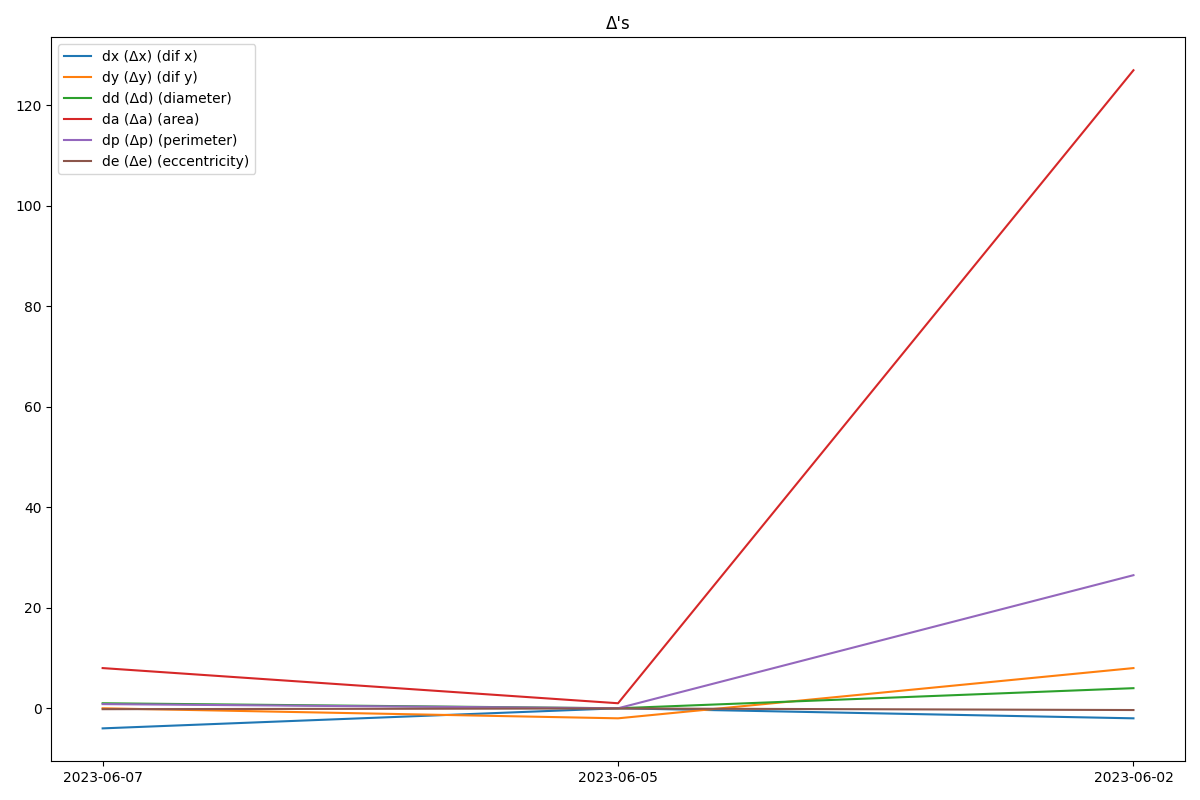 Δ's
dx (Δx) (dif x)
dy (Δy) (dif y)
dd (Δd) (diameter)
da (Δa) (area)
dp (Δp) (perimeter)
de (Δe) (eccentricity)
120
100
80
60
40
20
0
2023-06-07 2023-06-05 2023-06-02